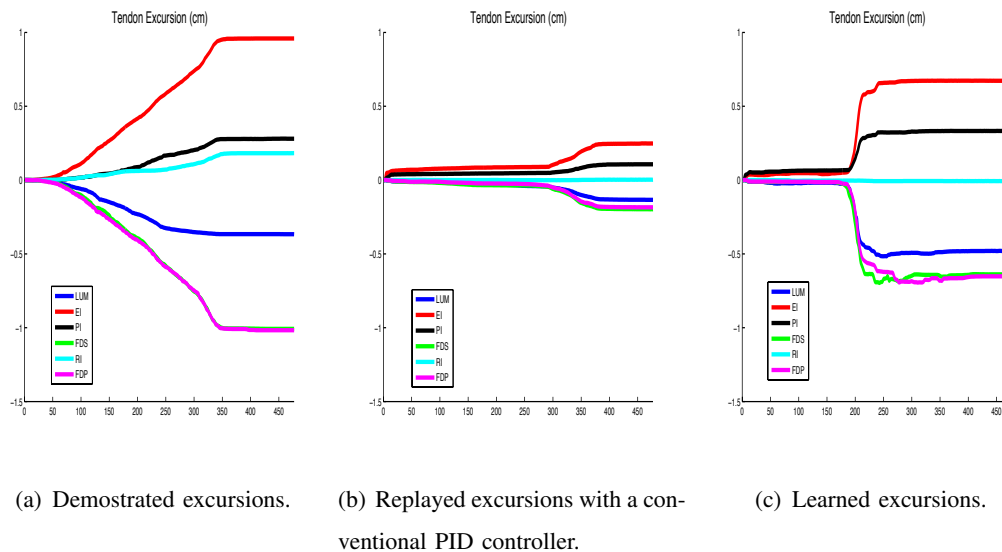 Tendon Excursion (cm)
1
0.5
0
−0.5
−1
−1.5
0 50 100 150 200 250 300 350 400 450
LUM
EI
PI
FDS
RI
FDP
(a) Demostrated excursions.
Tendon Excursion (cm)
1
0.5
0
−0.5
−1
−1.5
0 50 100 150 200 250 300 350 400 450
LUM
EI
PI
FDS
RI
FDP
(b) Replayed excursions with a con-
ventional PID controller.
Tendon Excursion (cm)
1
0.5
0
−0.5
−1
−1.5
0 50 100 150 200 250 300 350 400 450
LUM
EI
PI
FDS
RI
FDP
(c) Learned excursions.